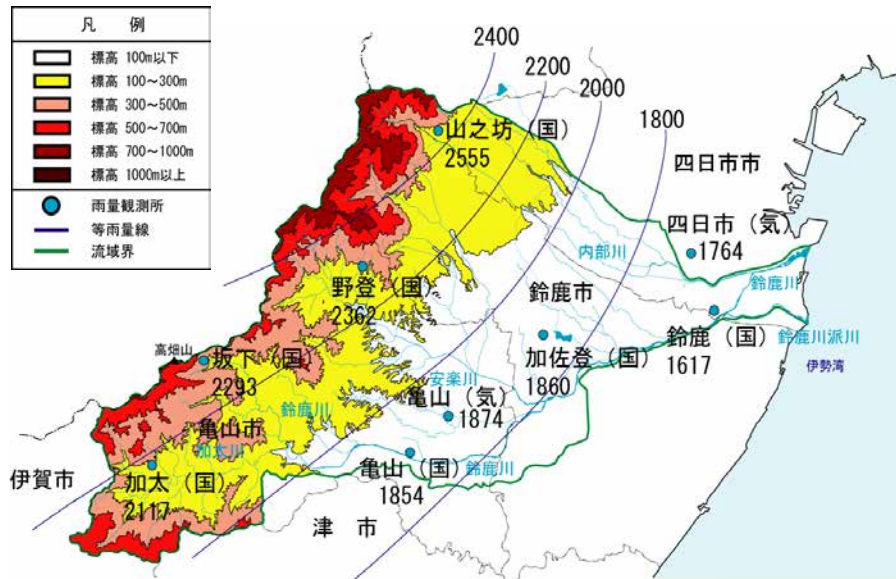 凡 例
標高 100m以下
標高 100～300m
標高 300～500m
標高 500～700m
標高 700～1000m
標高 1000m以上
雨量観測所
等雨量線
流域界
2400
2200
2000
1800
山之坊（国）
2555
四日市市
四日市（気）
1764
内部川
鈴鹿川
野登（国）
2362
鈴鹿市
鈴鹿（国）
1617
鈴鹿川派川
伊勢湾
高畑山
坂下（国）
2293
加佐登（国）
1860
安楽川
亀山（気）
1874
鈴鹿川
亀山市
加太川
伊賀市
加太（国）
2117
亀山（国）
1854
鈴鹿川
津 市